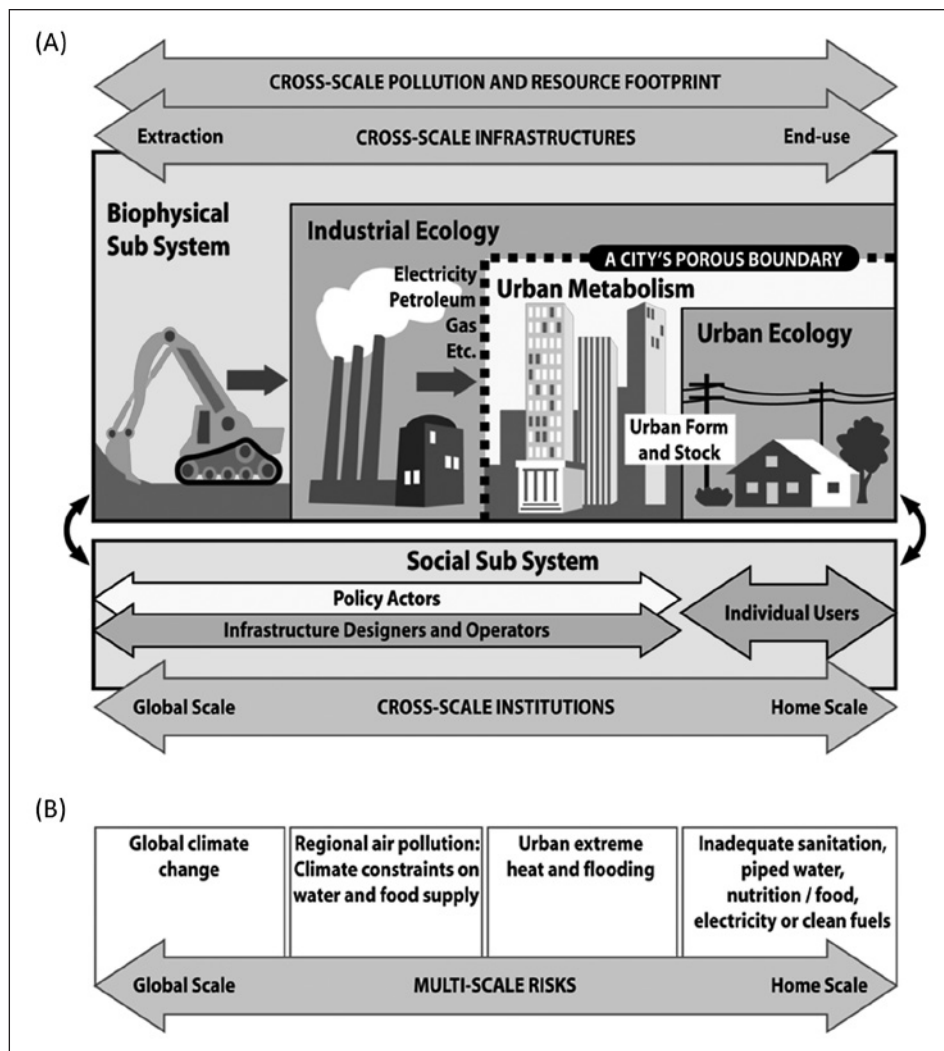 (A)
CROSS-SCALE POLLUTION AND RESOURCE FOOTPRINT
Extraction
CROSS-SCALE INFRASTRUCTURES
End-use
Biophysical
Sub System
Industrial Ecology
Electricity
Petroleum
Gas
Etc.
A CITY'S POROUS BOUNDARY
Urban Metabolism
Urban Form
and Stock
Urban Ecology
Social Sub System
Policy Actors
Infrastructure Designers and Operators
Individual Users
Global Scale
CROSS-SCALE INSTITUTIONS
Home Scale
(B)
Global climate
change
Regional air pollution:
Climate constraints on
water and food supply
Urban extreme
heat and flooding
Inadequate sanitation,
piped water,
nutrition / food,
electricity or clean fuels
Global Scale
MULTI-SCALE RISKS
Home Scale